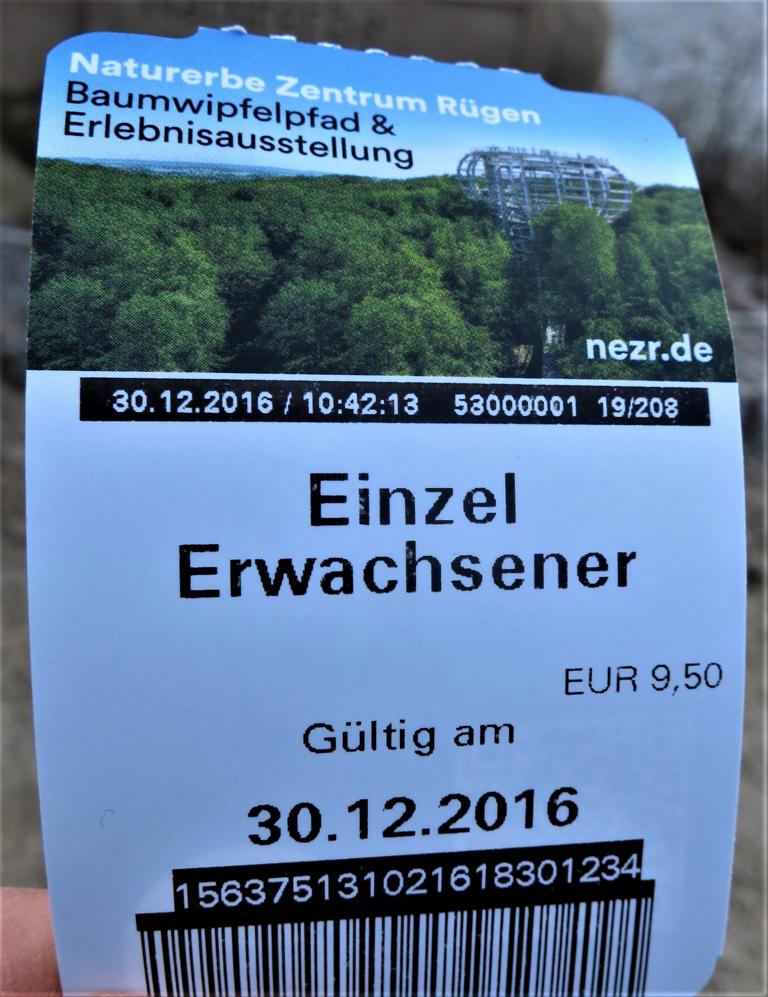 Naturerbe Zentrum Rügen
Baumwipfelpfad &
Erlebnisausstellung
nezr.de
30.12.2016 / 10:42:13 53000001 19/208
Einzel
Erwachsener
EUR 9,50
Gültig am
30.12.2016
156375131021618301234